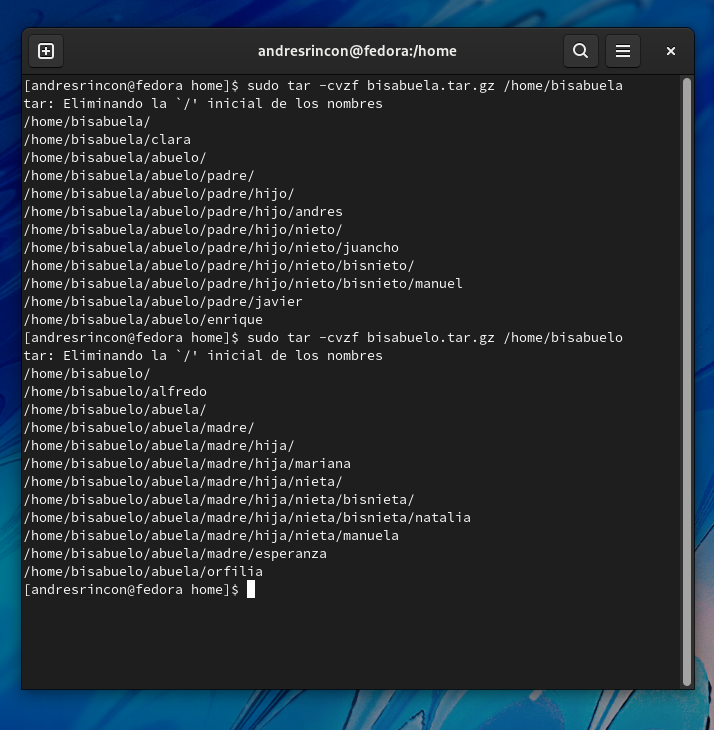 andresrincon@fedora:/home
[andresrincon@fedora home]$ sudo tar -cvzf bisabuela.tar.gz /home/bisabuela
tar: Eliminando la `/' inicial de los nombres
/home/bisabuela/
/home/bisabuela/clara
/home/bisabuela/abuelo/
/home/bisabuela/abuelo/padre/
/home/bisabuela/abuelo/padre/hijo/
/home/bisabuela/abuelo/padre/hijo/andres
/home/bisabuela/abuelo/padre/hijo/nieto/
/home/bisabuela/abuelo/padre/hijo/nieto/juancho
/home/bisabuela/abuelo/padre/hijo/nieto/bisnieto/
/home/bisabuela/abuelo/padre/hijo/nieto/bisnieto/manuel
/home/bisabuela/abuelo/padre/javier
/home/bisabuela/abuelo/enrique
[andresrincon@fedora home]$ sudo tar -cvzf bisabuelo.tar.gz /home/bisabuelo
tar: Eliminando la `/' inicial de los nombres
/home/bisabuelo/
/home/bisabuelo/alfredo
/home/bisabuelo/abuela/
/home/bisabuelo/abuela/madre/
/home/bisabuelo/abuela/madre/hija/
/home/bisabuelo/abuela/madre/hija/mariana
/home/bisabuelo/abuela/madre/hija/nieta/
/home/bisabuelo/abuela/madre/hija/nieta/bisnieta/
/home/bisabuelo/abuela/madre/hija/nieta/bisnieta/natalia
/home/bisabuelo/abuela/madre/hija/nieta/manuela
/home/bisabuelo/abuela/madre/esperanza
/home/bisabuelo/abuela/orfilia
[andresrincon@fedora home]$